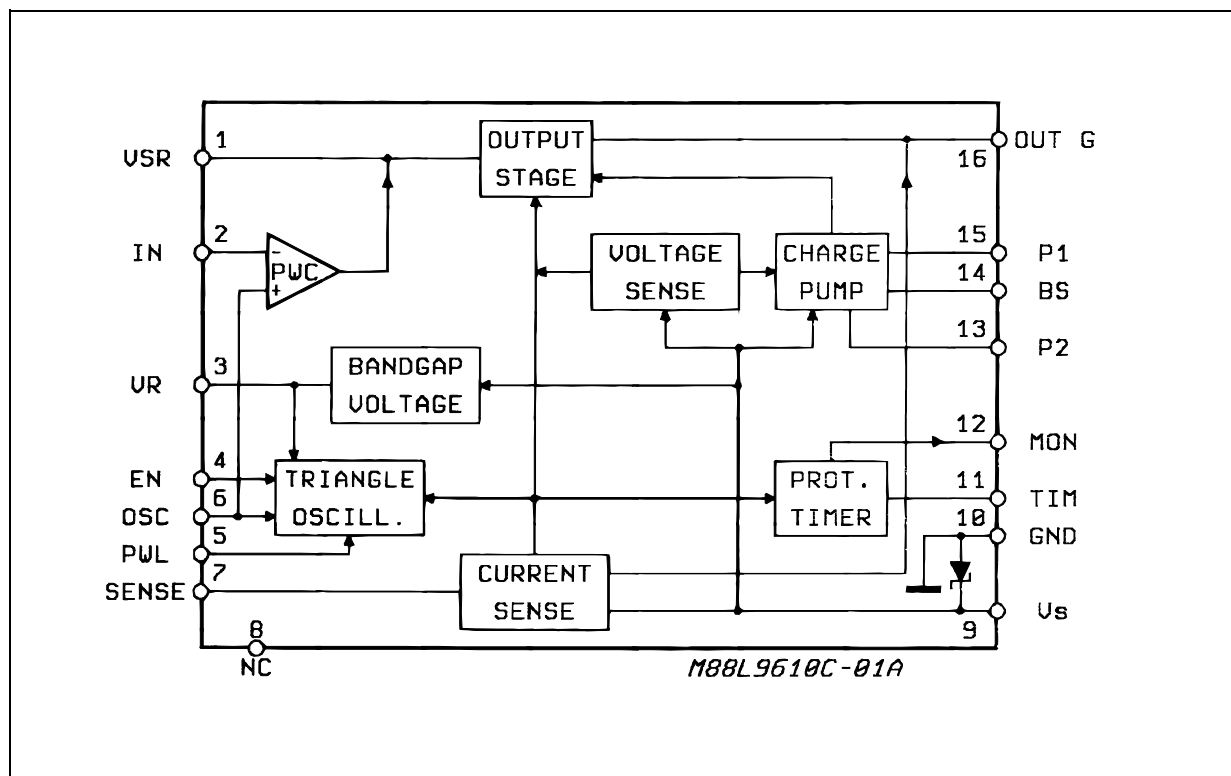 1
OUTPUT
STAGE
OUT G
VSR
16
2
IN
-
PWC
+
VOLTAGE
SENSE
CHARGE
PUMP
15
P1
14
BS
13
P2
3
VR
BANDGAP
VOLTAGE
12
MON
4
EN
TRIANGLE
OSCILL.
PROT.
TIMER
11
TIM
6
OSC
10
GND
5
PWL
7
SENSE
CURRENT
SENSE
Vs
9
8
NC
M88L9610C-01A